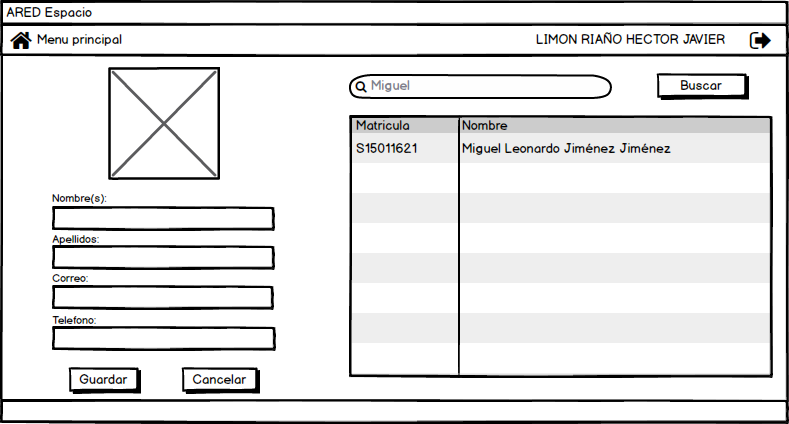 ARED Espacio
Menu principal
LIMON RIAÑO HECTOR JAVIER
Miguel
Buscar
Matricula Nombre
S15011621 Miguel Leonardo Jiménez Jiménez
Nombre(s):
Apellidos:
Correo:
Telefono:
Guardar
Cancelar